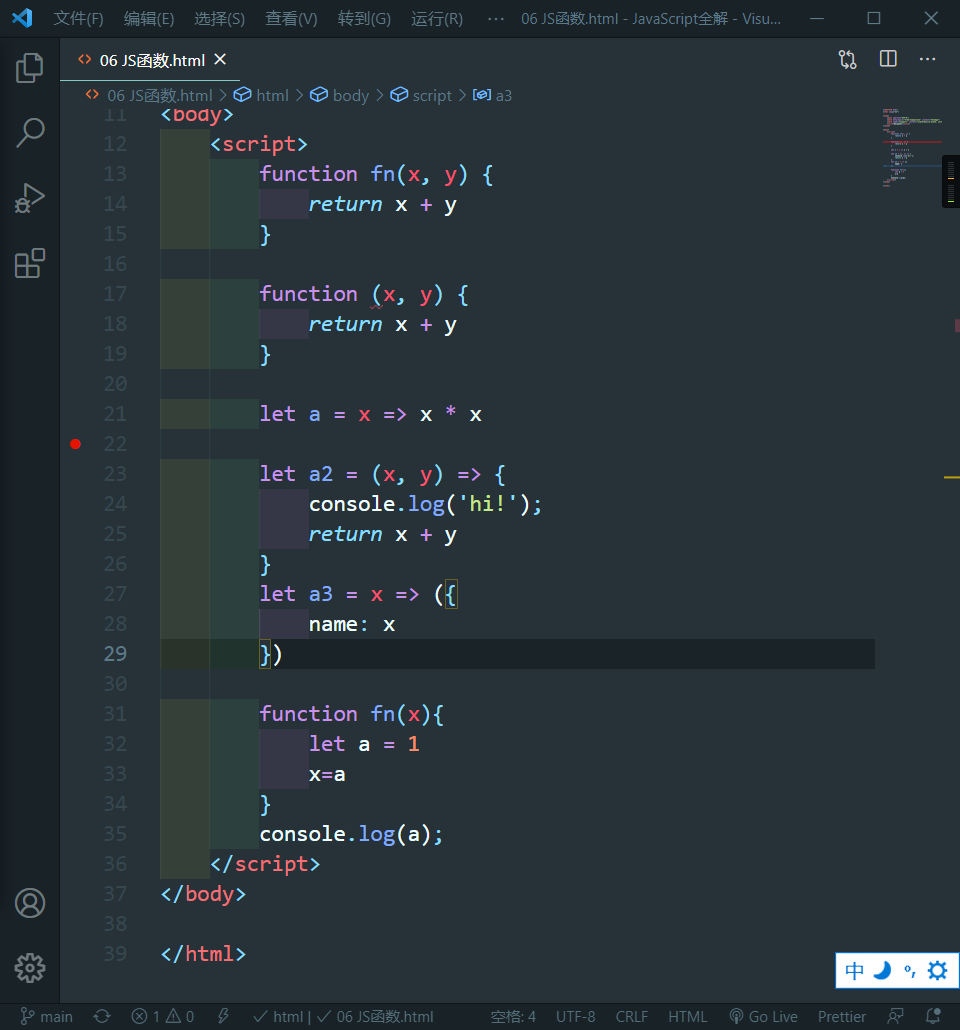 文件(F) 编辑(E) 选择(S) 查看(V) 转到(G) 运行(R) ··· 06 JS函数.html - JavaScript全解 - Visu...
06 JS函数.html
06 JS函数.html > html > body > script > a3
11 <body>
12 <script>
13 function fn(x, y) {
14 return x + y
15 }
16
17 function (x, y) {
18 return x + y
19 }
20
21 let a = x => x * x
22
23 let a2 = (x, y) => {
24 console.log('hi!');
25 return x + y
26 }
27 let a3 = x => ({
28 name: x
29 })
30
31 function fn(x){
32 let a = 1
33 x=a
34 }
35 console.log(a);
36 </script>
37 </body>
38
39 </html>
中 °,
main 1 0 html | 06 JS函数.html 空格: 4 UTF-8 CRLF HTML Go Live Prettier